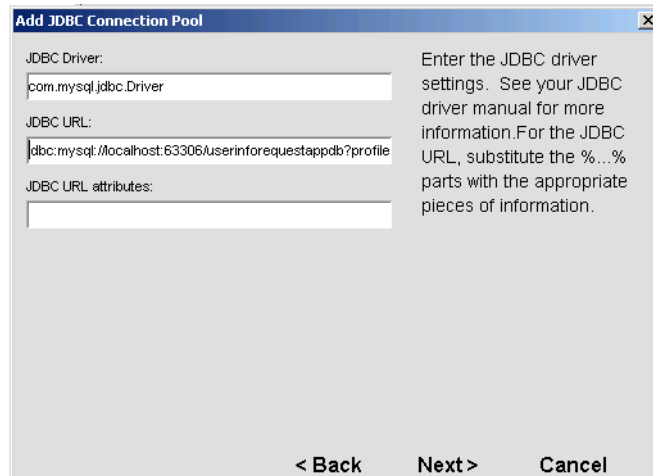 Add JDBC Connection Pool
JDBC Driver:
com.mysql.jdbc.Driver
JDBC URL:
dbc:mysql://localhost:63306/userinforequestappdb?profile
JDBC URL attributes:
Enter the JDBC driver
settings. See your JDBC
driver manual for more
information.For the JDBC
URL, substitute the %...%
parts with the appropriate
pieces of information.
< Back
Next >
Cancel